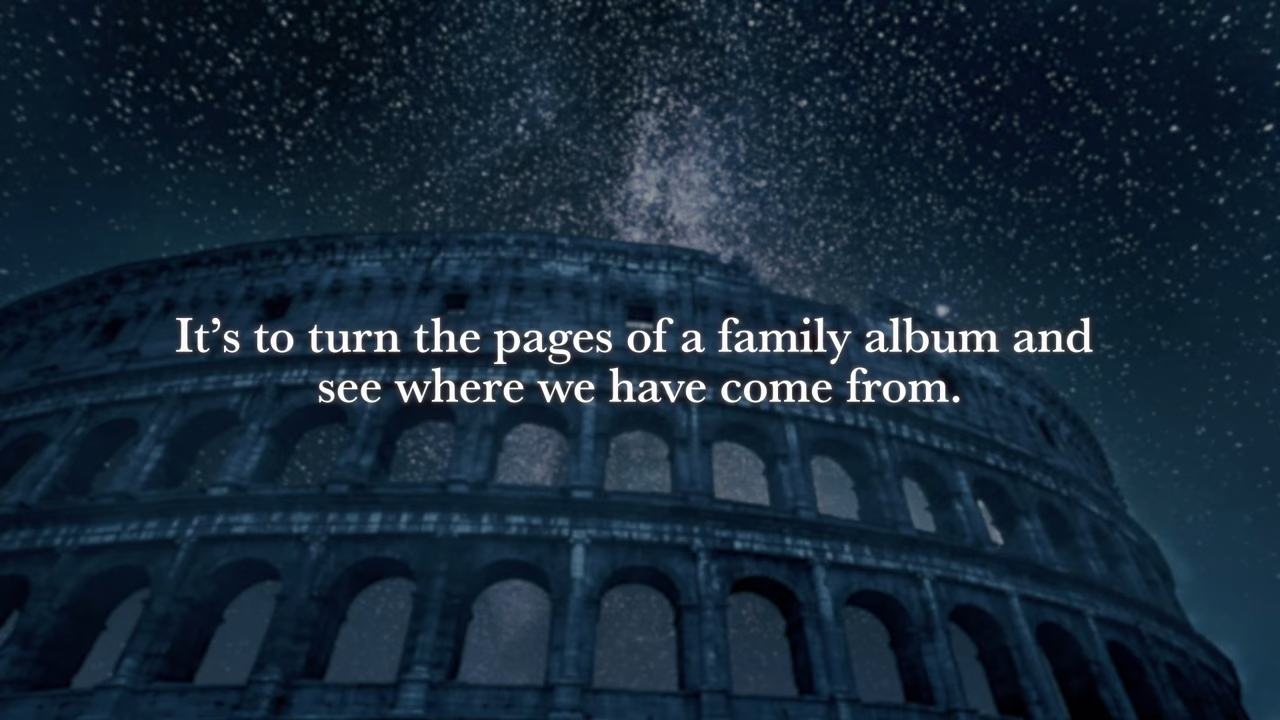 It’s to turn the pages of a family album and
see where we have come from.